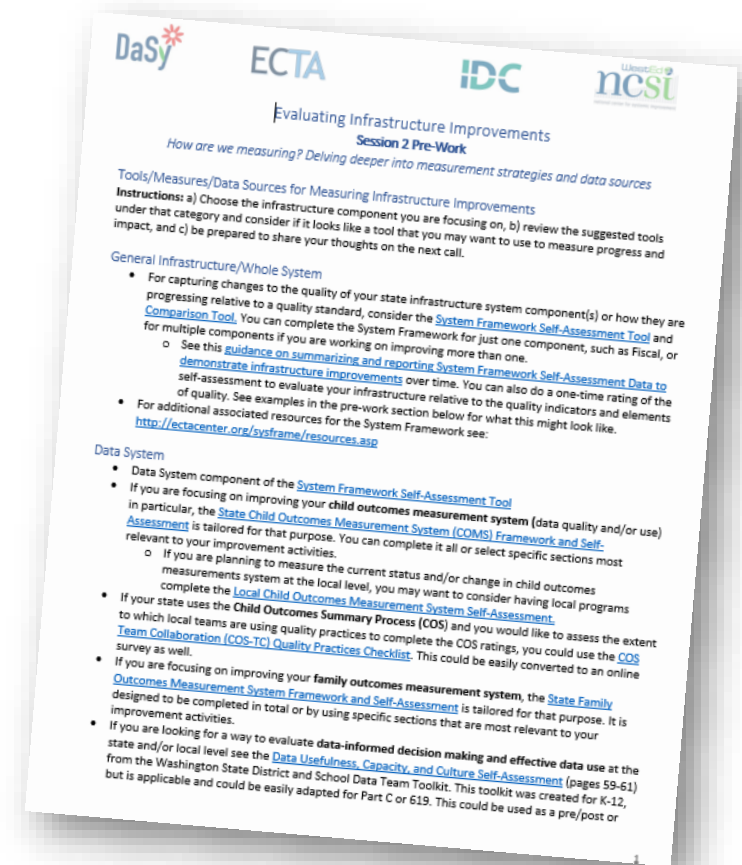 DaSy
ECTA
IDC
WestEd
ncsi
Evaluating Infrastructure Improvements
Session 2 Pre-Work
How are we measuring? Delving deeper into measurement strategies and data sources
Tools/Measures/Data Sources for Measuring Infrastructure Improvements
Instructions: a) Choose the infrastructure component you are focusing on, b) review the suggested tools
under that category and consider if it looks like a tool that you may want to use to measure progress and
impact, and c) be prepared to share your thoughts on the next call.
General Infrastructure/Whole System
• For capturing changes to the quality of your state infrastructure system component(s) or how they are
progressing relative to a quality standard, consider the System Framework Self-Assessment Tool and
Comparison Tool. You can complete the System Framework for just one component, such as Fiscal, or
for multiple components if you are working on improving more than one.
o See this guidance on summarizing and reporting System Framework Self-Assessment Data to
demonstrate infrastructure improvements over time. You can also do a one-time rating of the
self-assessment to evaluate your infrastructure relative to the quality indicators and elements
of quality. See examples in the pre-work section below for what this might look like.
• For additional associated resources for the System Framework see:
http://ectacenter.org/sysframe/resources.asp
Data System
• Data System component of the System Framework Self-Assessment Tool
• If you are focusing on improving your child outcomes measurement system (data quality and/or use)
in particular, the State Child Outcomes Measurement System (COMS) Framework and Self-
Assessment is tailored for that purpose. You can complete it all or select specific sections most
relevant to your improvement activities.
o If you are planning to measure the current status and/or change in child outcomes
measurements system at the local level, you may want to consider having local programs
complete the Local Child Outcomes Measurement System Self-Assessment.
• If your state uses the Child Outcomes Summary Process (COS) and you would like to assess the extent
to which local teams are using quality practices to complete the COS ratings, you could use the COS
Team Collaboration (COS-TC) Quality Practices Checklist. This could be easily converted to an online
survey as well.
• If you are focusing on improving your family outcomes measurement system, the State Family
Outcomes Measurement System Framework and Self-Assessment is tailored for that purpose. It is
designed to be completed in total or by using specific sections that are most relevant to your
improvement activities.
• If you are looking for a way to evaluate data-informed decision making and effective data use at the
state and/or local level see the Data Usefulness, Capacity, and Culture Self-Assessment (pages 59-61)
from the Washington State District and School Data Team Toolkit. This toolkit was created for K-12,
but is applicable and could be easily adapted for Part C or 619. This could be used as a pre/post or
1